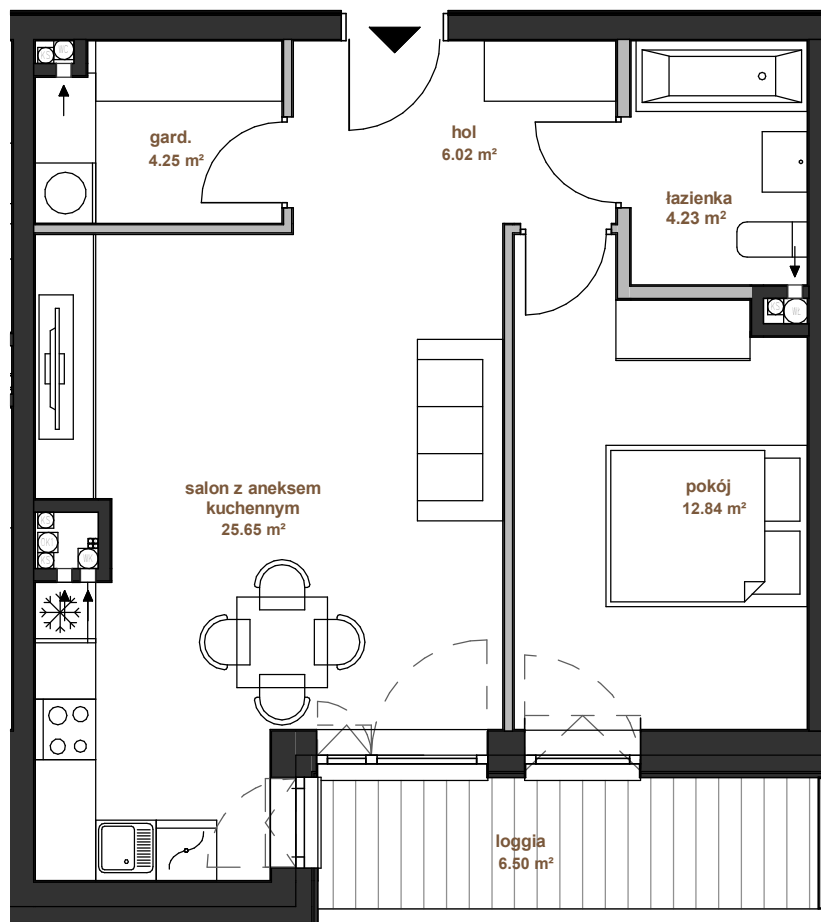 gard.
4.25 m²
hol
6.02 m²
łazienka
4.23 m²
salon z aneksem
kuchennym
25.65 m²
pokój
12.84 m²
loggia
6.50 m²